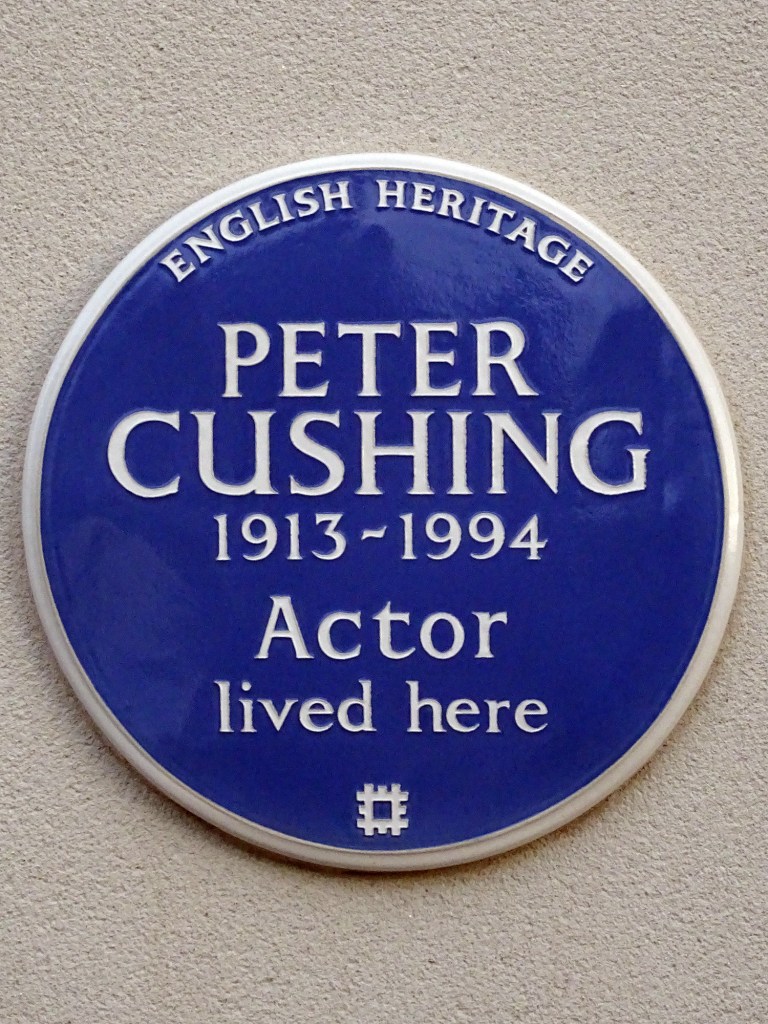 ENGLISH HERITAGE
PETER
CUSHING
1913~1994
Actor
lived here